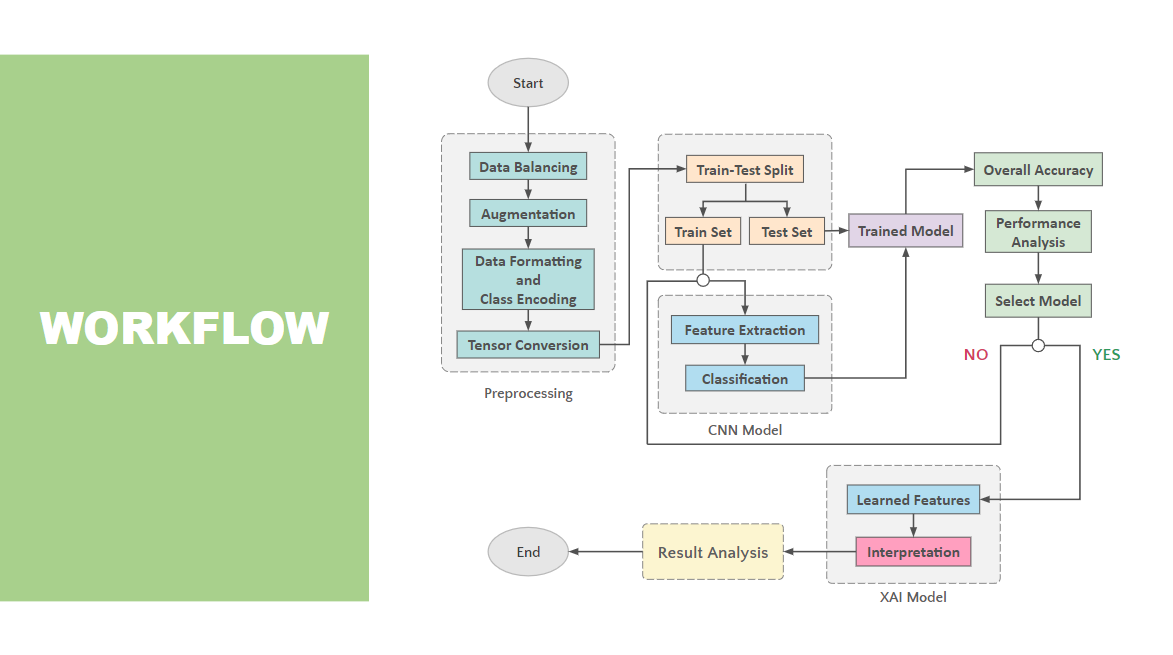 WORKFLOW
Start
Data Balancing
Augmentation
Data Formatting
and
Class Encoding
Tensor Conversion
Preprocessing
Train-Test Split
Train Set
Test Set
Feature Extraction
Classification
CNN Model
Trained Model
Overall Accuracy
Performance
Analysis
Select Model
NO
YES
Learned Features
Interpretation
XAI Model
Result Analysis
End